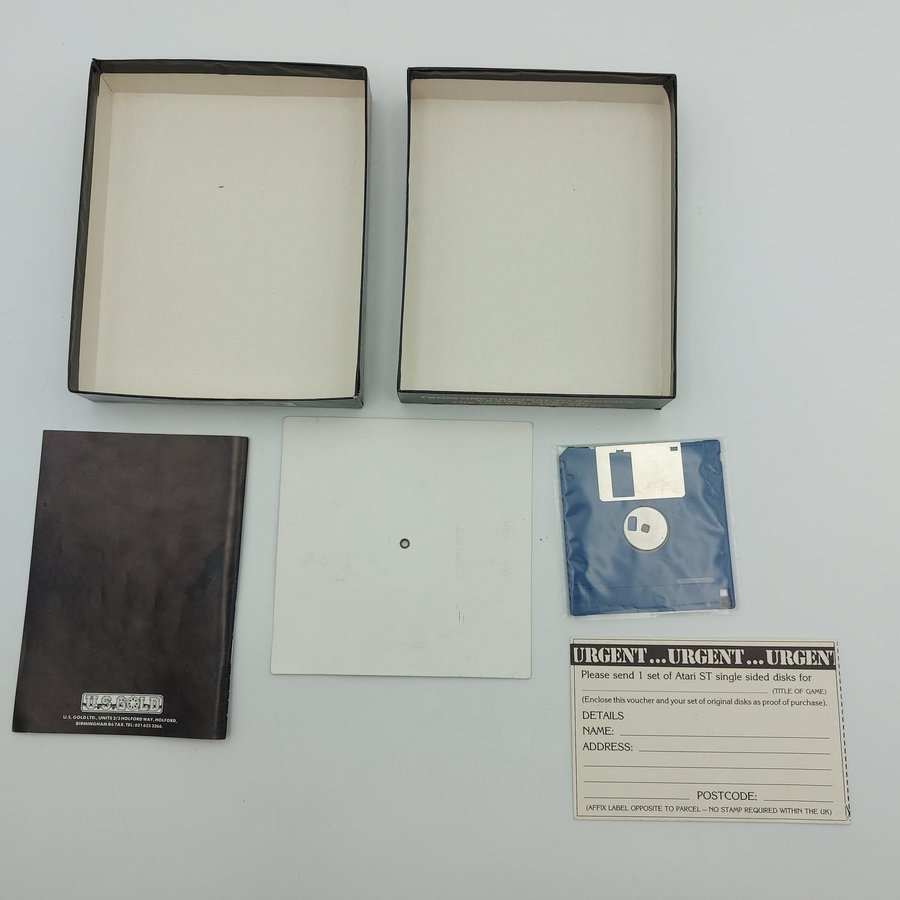 U.S. GOLD
U.S. GOLD LTD., UNITS 2/3 HOLFORD WAY, HOLFORD,
BIRMINGHAM B6 7AX. TEL: 021 625 3366.
URGENT...URGENT...URGENT
Please send 1 set of Atari ST single sided disks for
(TITLE OF GAME)
(Enclose this voucher and your set of original disks as proof of purchase).
DETAILS
NAME:
ADDRESS:
POSTCODE:
(AFFIX LABEL OPPOSITE TO PARCEL – NO STAMP REQUIRED WITHIN THE UK)